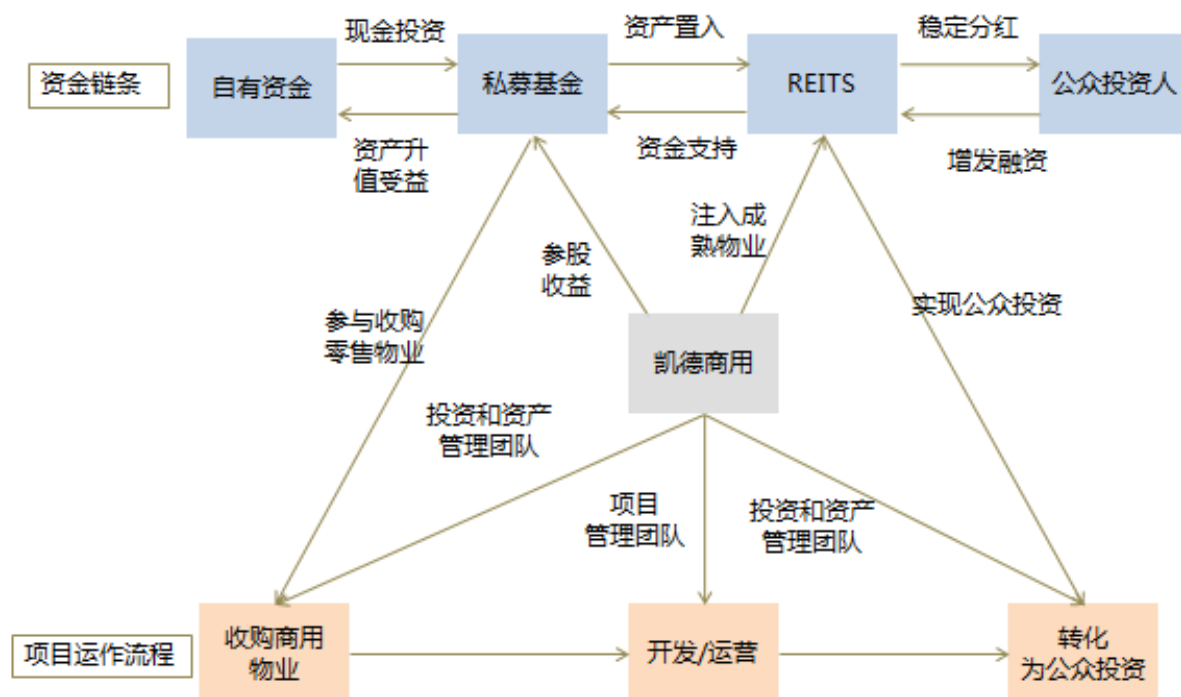 现金投资
资产置入
稳定分红
资金链条
自有资金
私募基金
REITS
公众投资人
资产升
值受益
资金支持
增发融资
注入成
熟物业
参股
收益
实现公众投资
参与收购
零售物业
凯德商用
投资和资产
管理团队
项目
管理团队
投资和资产
管理团队
项目运作流程
收购商用
物业
开发/运营
转化
为公众投资